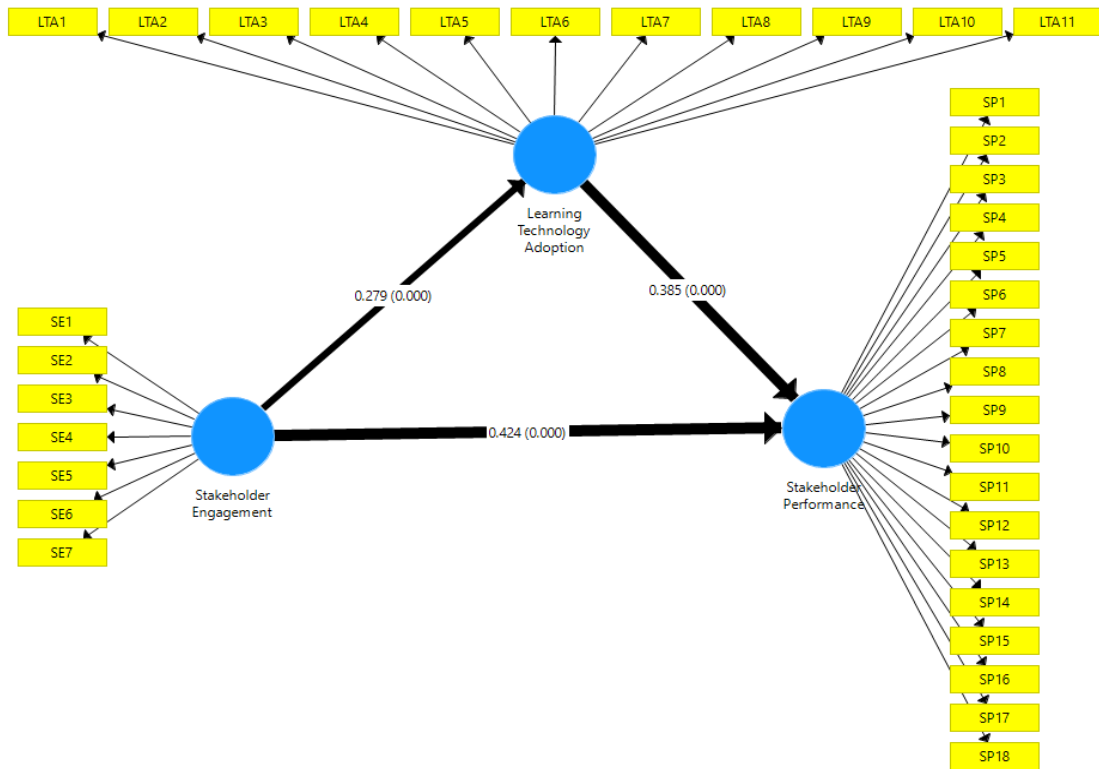 LTA1 LTA2 LTA3 LTA4 LTA5 LTA6 LTA7 LTA8 LTA9 LTA10 LTA11
SP1
SP2
SP3
SP4
SP5
SP6
SP7
SP8
SP9
SP10
SP11
SP12
SP13
SP14
SP15
SP16
SP17
SP18
Learning
Technology
Adoption
0.279 (0.000)
0.385 (0.000)
SE1
SE2
SE3
SE4
SE5
SE6
SE7
0.424 (0.000)
Stakeholder
Engagement
Stakeholder
Performance